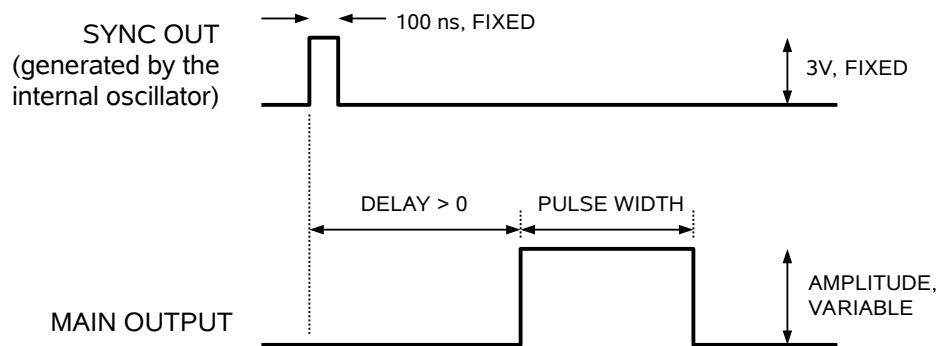 100 ns, FIXED
SYNC OUT
(generated by the
internal oscillator)
3V, FIXED
DELAY > 0
PULSE WIDTH
AMPLITUDE,
VARIABLE
MAIN OUTPUT